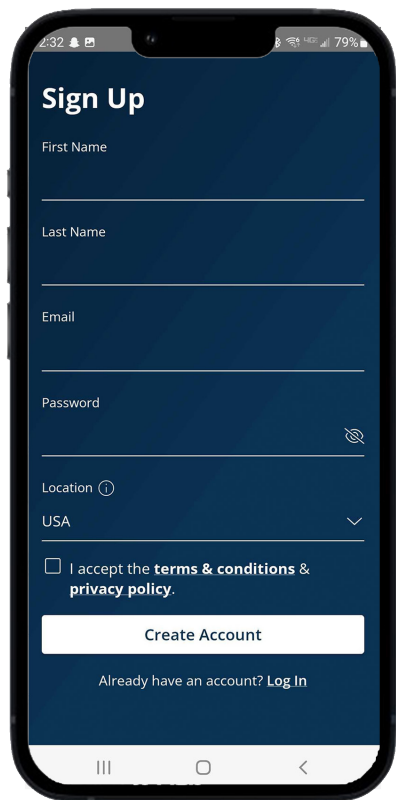 2:32 79%
Sign Up
First Name
Last Name
Email
Password
Location
USA
I accept the terms & conditions &
privacy policy.
Create Account
Already have an account? Log In